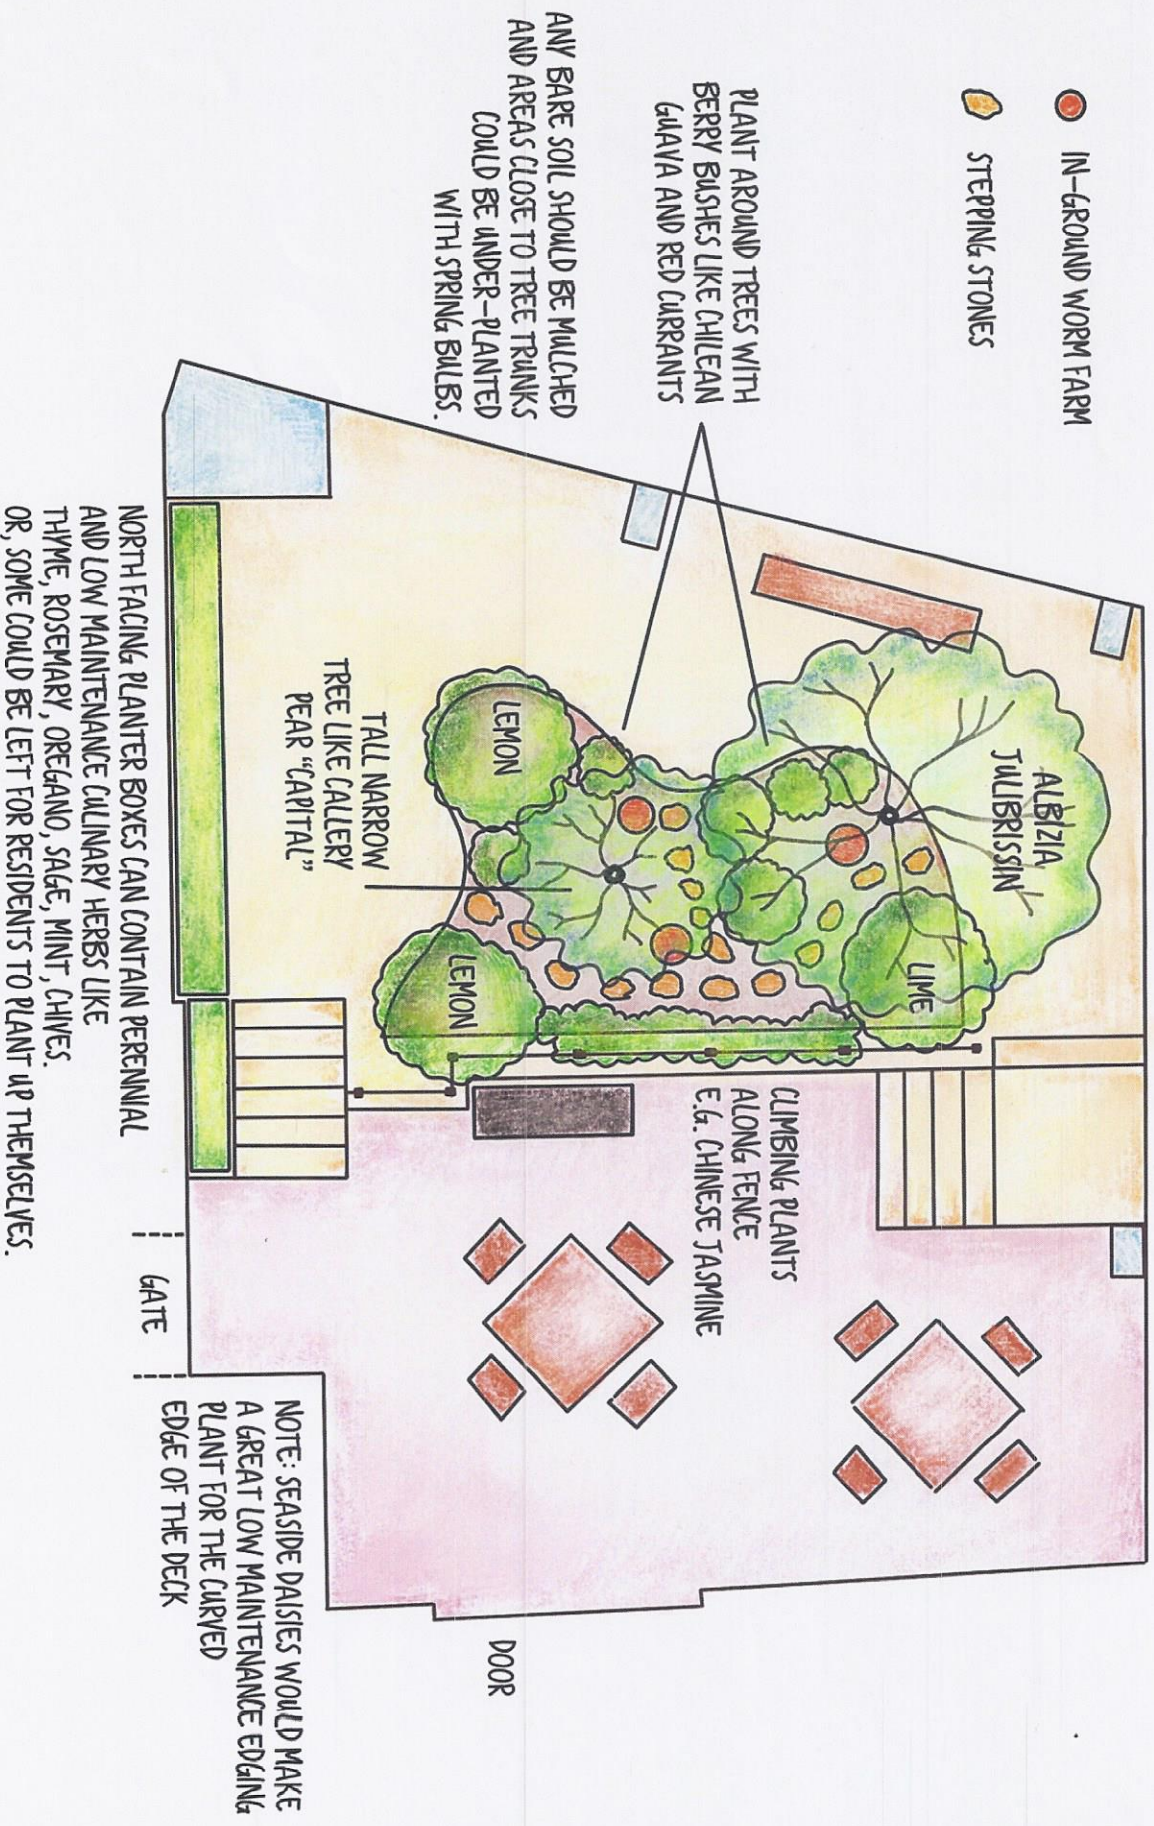 IN-GROUND WORM FARM
STEPPING STONES
PLANT AROUND TREES WITH
BERRY BUSHES LIKE CHILEAN
GUAVA AND RED CURRANTS
ANY BARE SOIL SHOULD BE MULCHED
AND AREAS CLOSE TO TREE TRUNKS
COULD BE UNDER-PLANTED
WITH SPRING BULBS.
ALBIZIA
JULIBRISSIN
LIME
LEMON
LEMON
TALL NARROW
TREE LIKE CALLERY
PEAR "CAPITAL"
CLIMBING PLANTS
ALONG FENCE
E.G. CHINESE JASMINE
NORTH FACING PLANTER BOXES CAN CONTAIN PERENNIAL
AND LOW MAINTENANCE CULINARY HERBS LIKE
THYME, ROSEMARY, OREGANO, SAGE, MINT, CHIVES.
OR, SOME COULD BE LEFT FOR RESIDENTS TO PLANT UP THEMSELVES.
GATE
DOOR
NOTE: SEASIDE DAISIES WOULD MAKE
A GREAT LOW MAINTENANCE EDGING
PLANT FOR THE CURVED
EDGE OF THE DECK